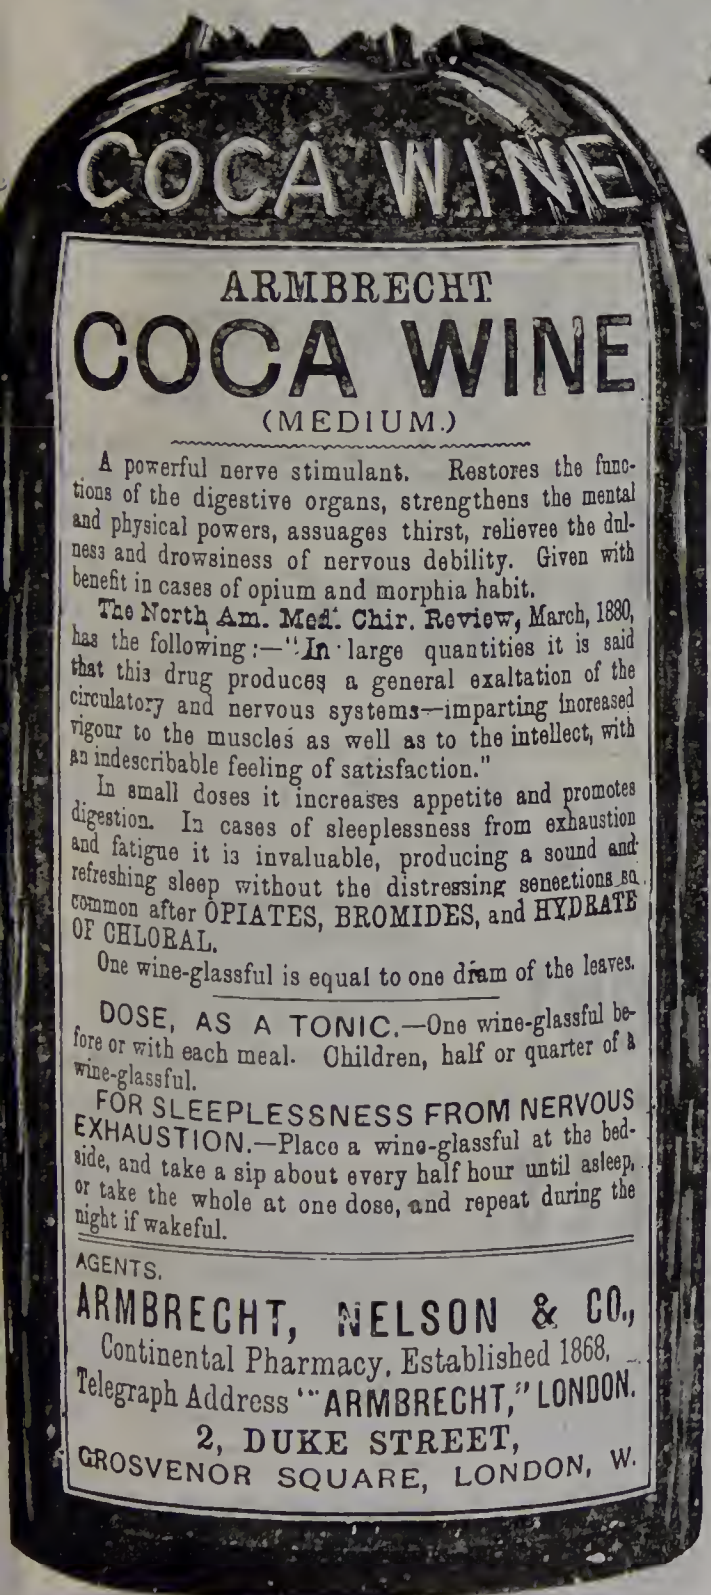 COCA WINE
ARMBRECHT
COCA WINE
(MEDIUM.)
A powerful nerve stimulant. Restores the func-
tions of the digestive organs, strengthens the mental
and physical powers, assuages thirst, relievee the dul-
ness and drowsiness of nervous debility. Given with
benefit in cases of opium and morphia habit.
The North Am. Med. Chir. Review, March, 1880,
has the following:—"In large quantities it is said
that this drug produces a general exaltation of the
circulatory and nervous systems—imparting increased
vigour to the muscles as well as to the intellect, with
an indescribable feeling of satisfaction."
In small doses it increases appetite and promotes
digestion. In cases of sleeplessness from exhaustion
and fatigue it is invaluable, producing a sound and
refreshing sleep without the distressing sensations so
common after OPIATES, BROMIDES, and HYDRATE
OF CHLORAL.
One wine-glassful is equal to one dram of the leaves.
DOSE, AS A TONIC.—One wine-glassful be-
fore or with each meal. Children, half or quarter of a
wine-glassful.
FOR SLEEPLESSNESS FROM NERVOUS
EXHAUSTION.—Place a wine-glassful at the bed-
side, and take a sip about every half hour until asleep,
or take the whole at one dose, and repeat during the
night if wakeful.
AGENTS,
ARMBRECHT, NELSON & CO.,
Continental Pharmacy, Established 1868,
Telegraph Address "ARMBRECHT," LONDON.
2, DUKE STREET,
GROSVENOR SQUARE, LONDON, W.